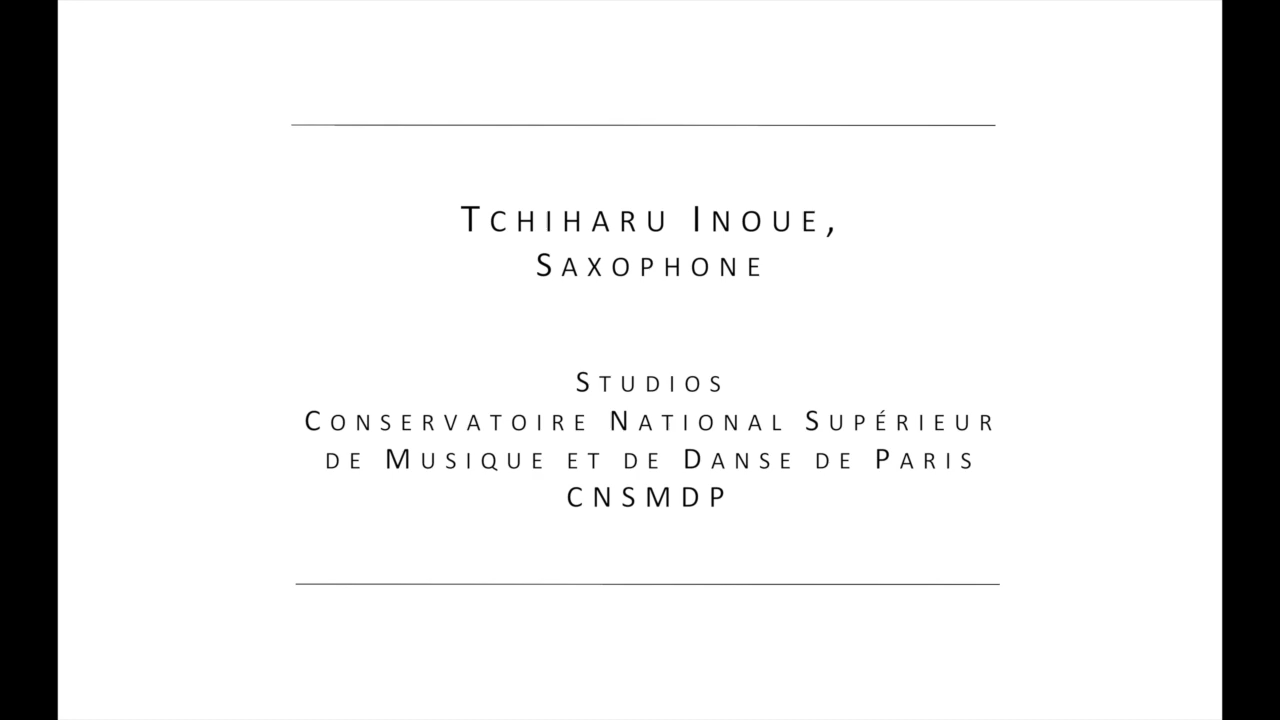 Tchiharu Inoue,
Saxophone
Studios
Conservatoire National Supérieur
de Musique et de Danse de Paris
CNSMDP